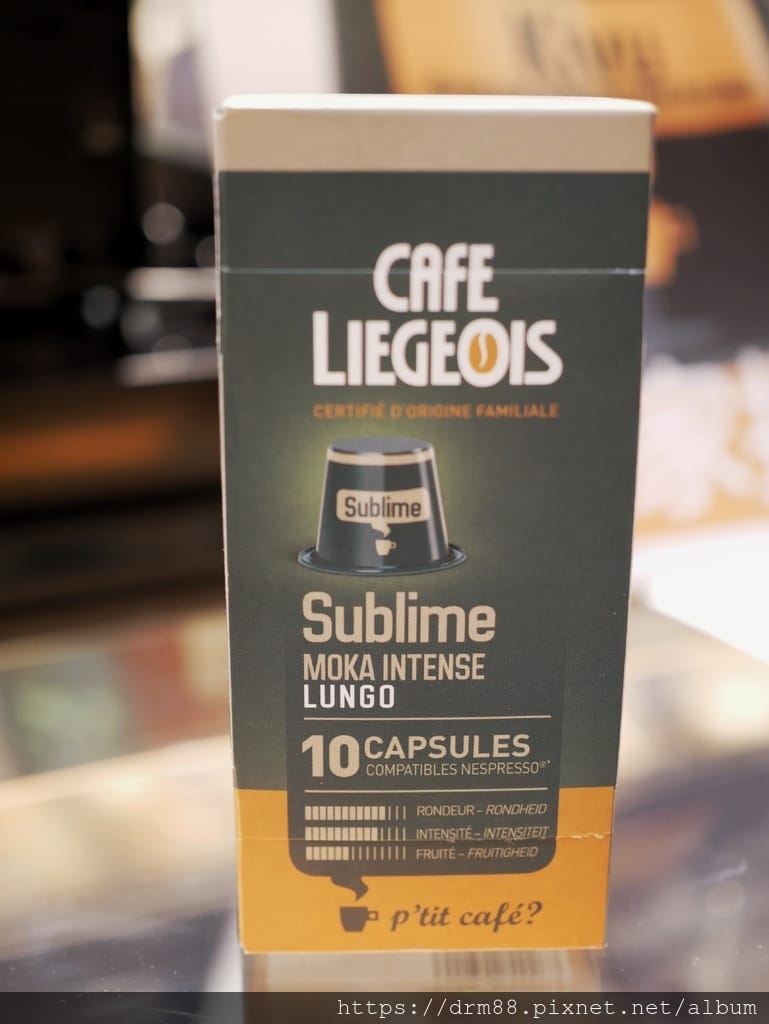 CAFE
LIEGEOIS
CERTIFIÉ D'ORIGINE FAMILIALE
Sublime
Sublime
MOKA INTENSE
LUNGO
10 CAPSULES
COMPATIBLES NESPRESSO®*
RONDEUR – RONDHEID
INTENSITÉ – INTENSITEIT
FRUITÉ – FRUITIGHEID
p'tit café?
https://drm88.pixnet.net/album